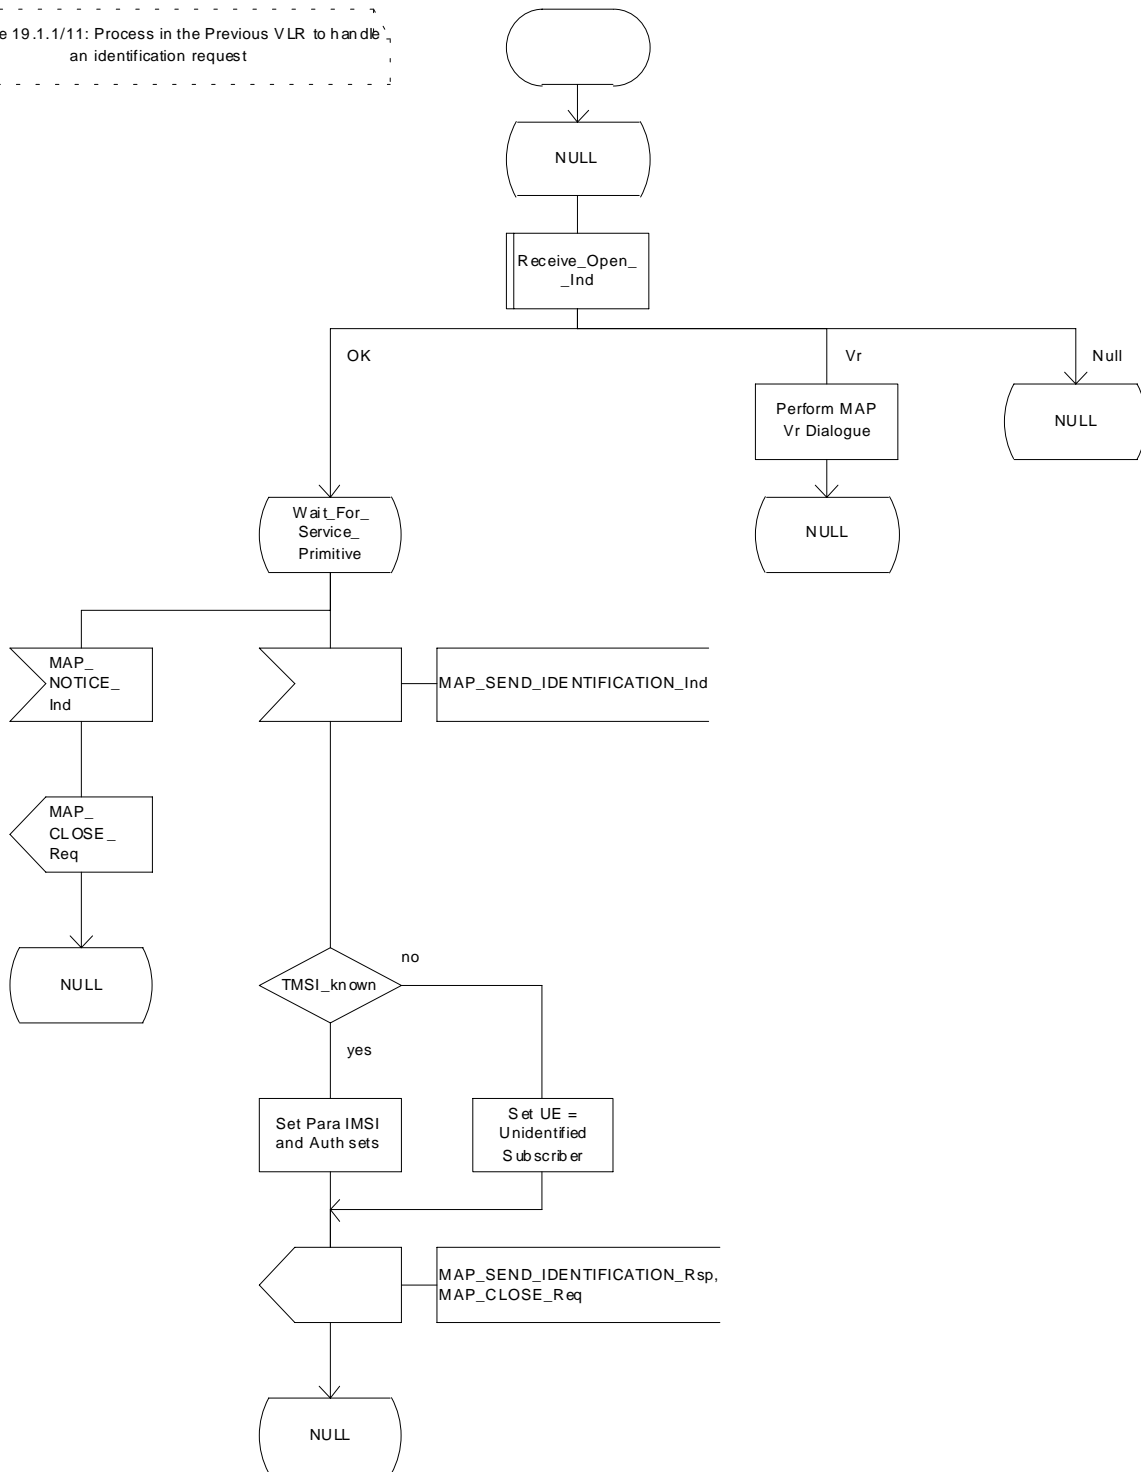 e 19.1.1/11: Process in the Previous VLR to handle
an identification request
NULL
Receive_Open_
_Ind
OK
Vr
Null
Perform MAP
Vr Dialogue
NULL
NULL
Wait_For_
Service_
Primitive
MAP_
NOTICE_
Ind
MAP_SEND_IDENTIFICATION_Ind
MAP_
CLOSE_
Req
NULL
TMSI_known
no
yes
Set Para IMSI
and Auth sets
Set UE =
Unidentified
Subscriber
MAP_SEND_IDENTIFICATION_Rsp,
MAP_CLOSE_Req
NULL